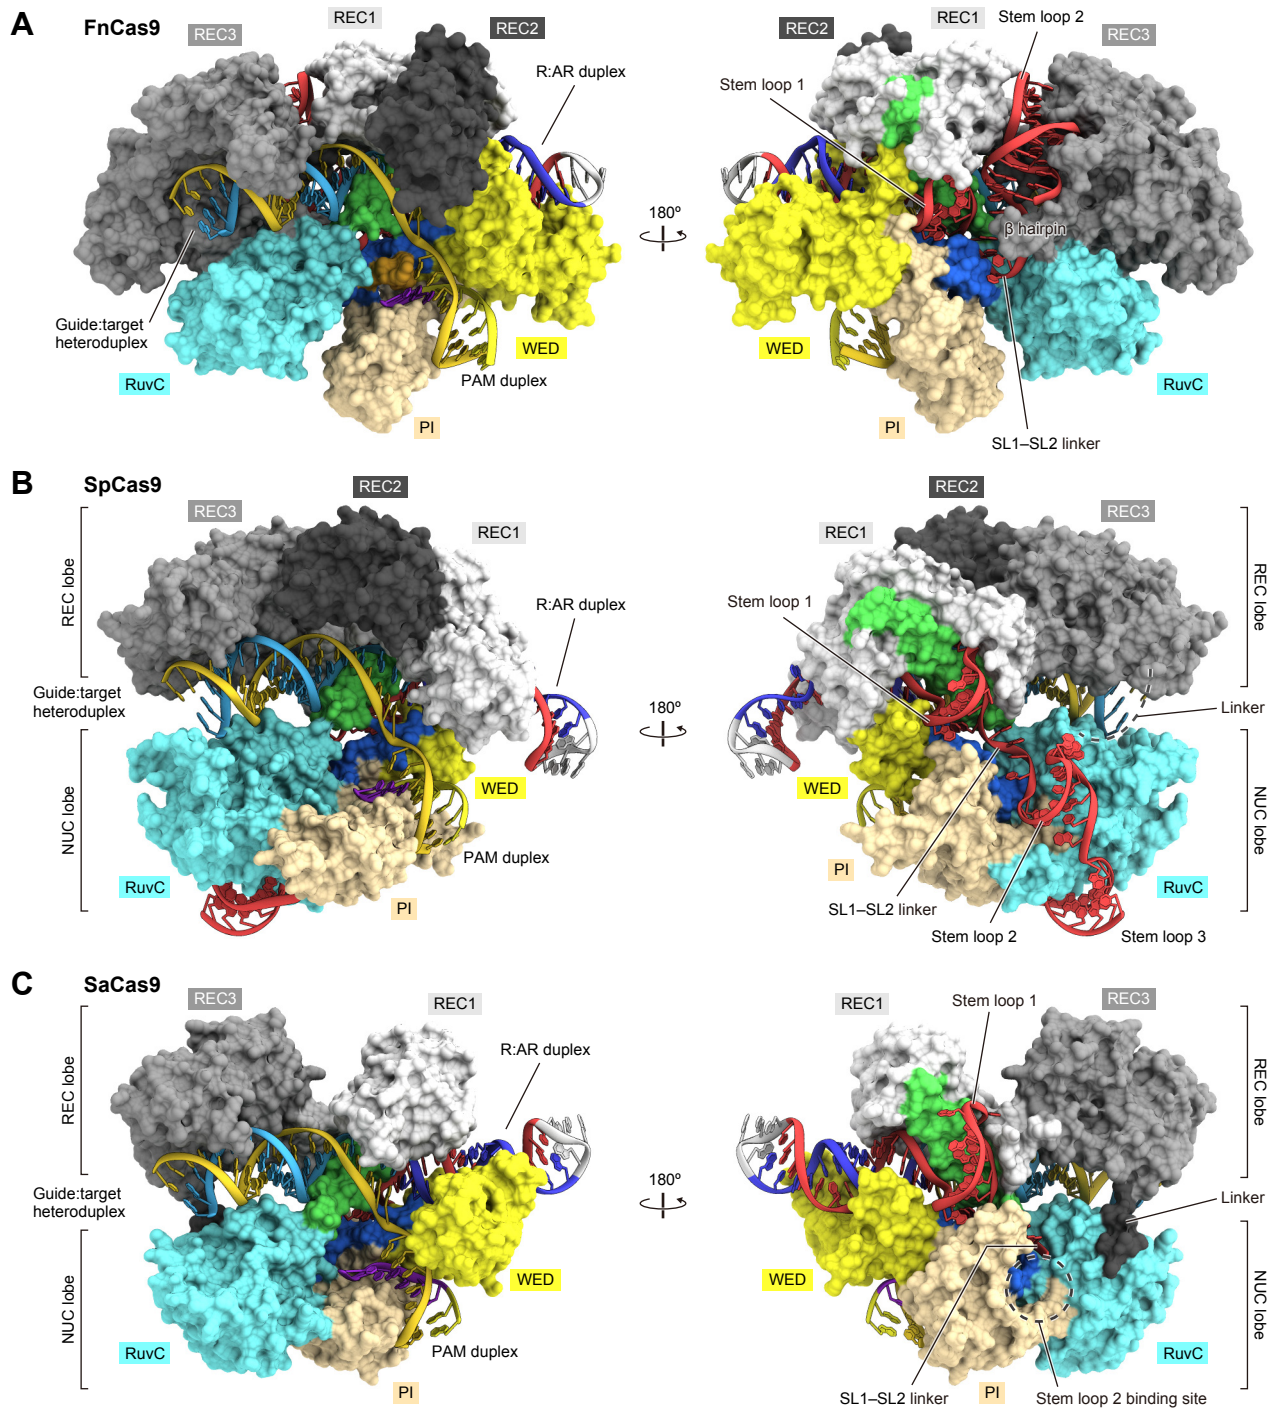 A FnCas9
REC3
REC1
REC2
R:AR duplex
Guide:target
heteroduplex
RuvC
PI
PAM duplex
WED
180º
REC2
REC1
Stem loop 2
REC3
Stem loop 1
β hairpin
WED
PI
RuvC
SL1–SL2 linker
B SpCas9
REC lobe
NUC lobe
REC3
REC2
REC1
R:AR duplex
Guide:target
heteroduplex
WED
PAM duplex
RuvC
PI
180º
REC2
REC3
REC1
Stem loop 1
Linker
WED
PI
RuvC
SL1–SL2 linker
Stem loop 2
Stem loop 3
REC lobe
NUC lobe
C SaCas9
REC lobe
NUC lobe
REC3
REC1
R:AR duplex
Guide:target
heteroduplex
WED
PAM duplex
RuvC
PI
180º
REC1
Stem loop 1
REC3
Linker
WED
RuvC
SL1–SL2 linker
PI
Stem loop 2 binding site
REC lobe
NUC lobe